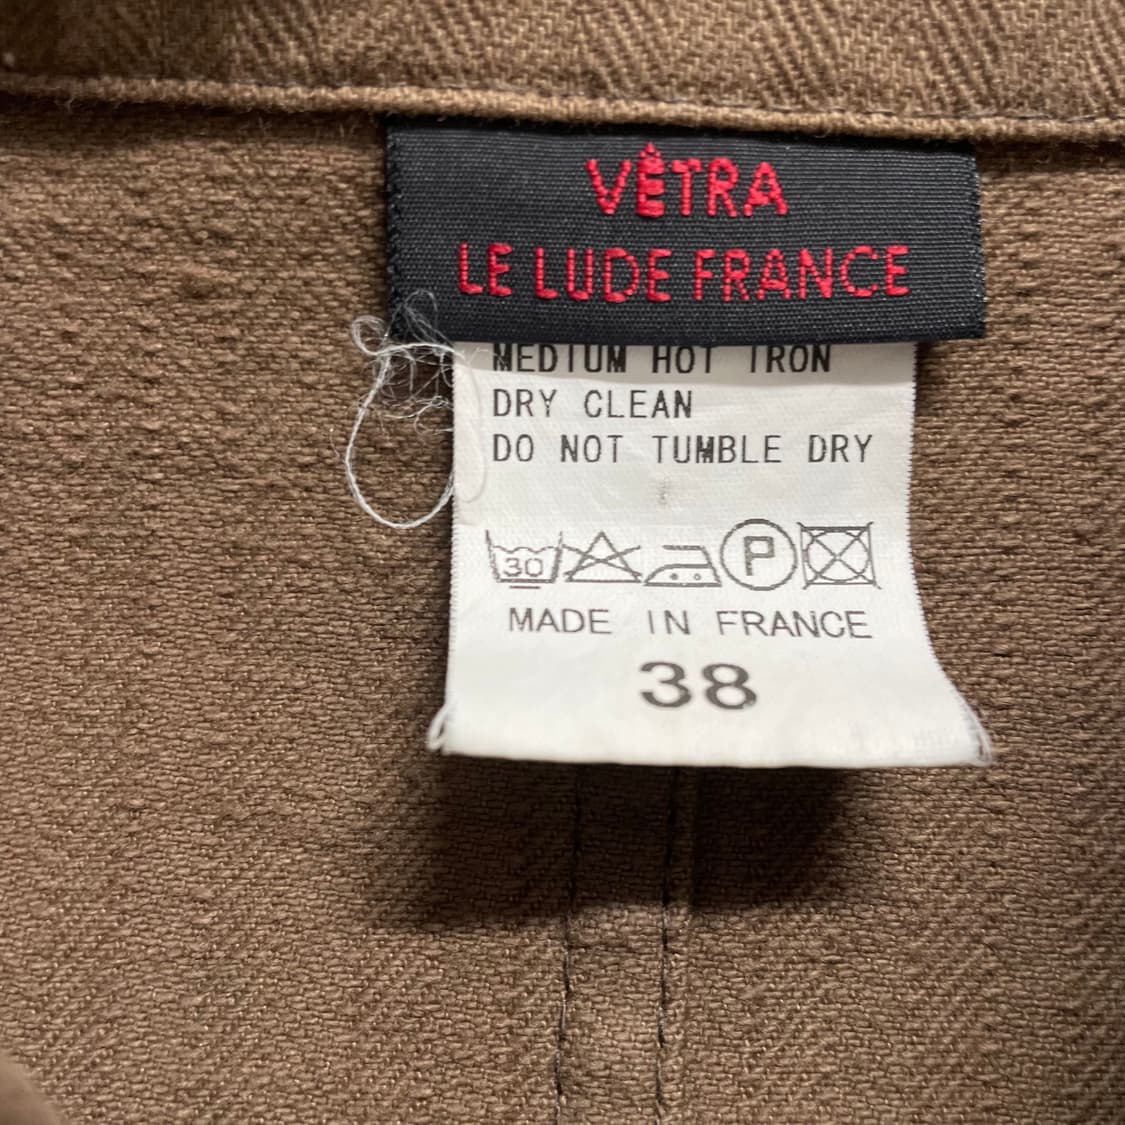 VÊTRA
LE LUDE FRANCE
MEDIUM HOT IRON
DRY CLEAN
DO NOT TUMBLE DRY
30 P
MADE IN FRANCE
38